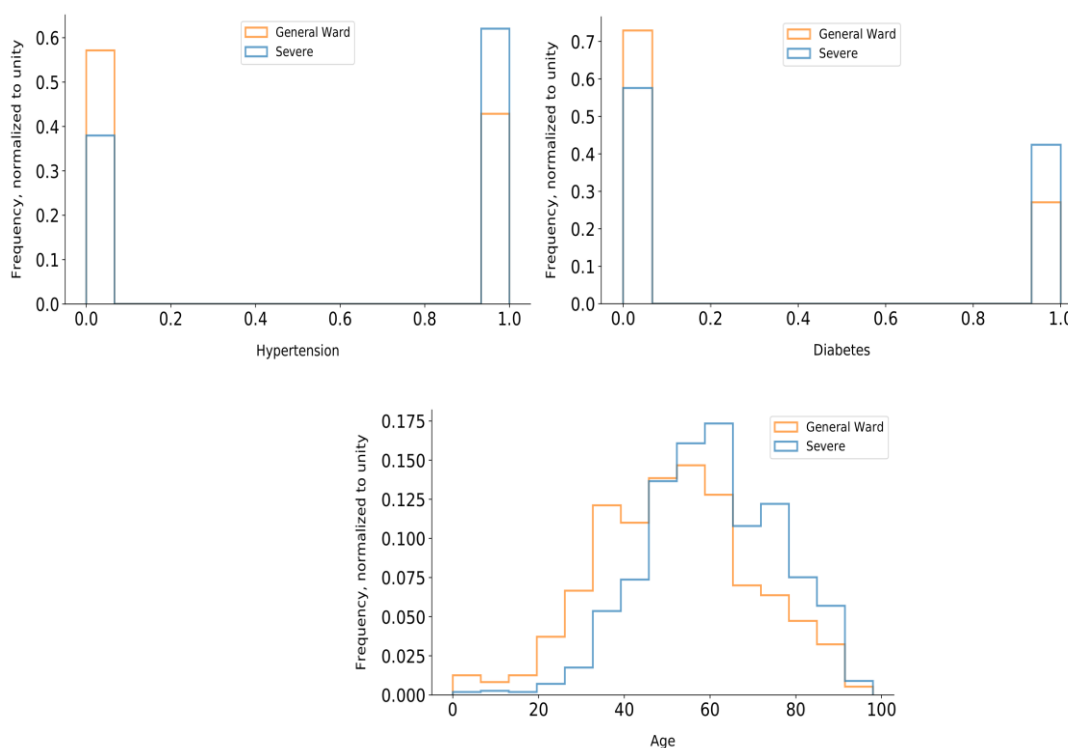 Frequency, normalized to unity
0.6
0.5
0.4
0.3
0.2
0.1
0.0
0.0 0.2 0.4 0.6 0.8 1.0
Hypertension
General Ward
Severe
Frequency, normalized to unity
0.7
0.6
0.5
0.4
0.3
0.2
0.1
0.0
0.0 0.2 0.4 0.6 0.8 1.0
Diabetes
General Ward
Severe
Frequency, normalized to unity
0.175
0.150
0.125
0.100
0.075
0.050
0.025
0.000
0 20 40 60 80 100
Age
General Ward
Severe